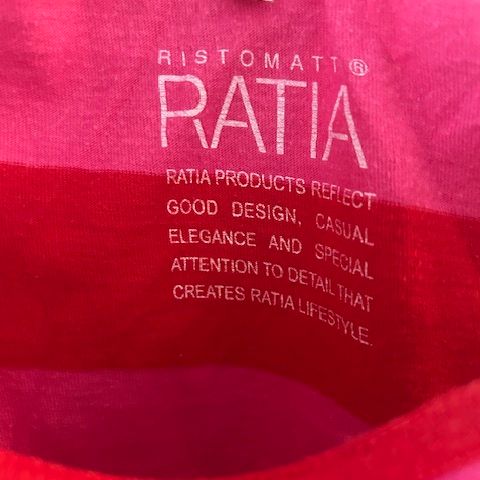 RISTOMATTI®
RATIA
RATIA PRODUCTS REFLECT
GOOD DESIGN, CASUAL
ELEGANCE AND SPECIAL
ATTENTION TO DETAIL THAT
CREATES RATIA LIFESTYLE.